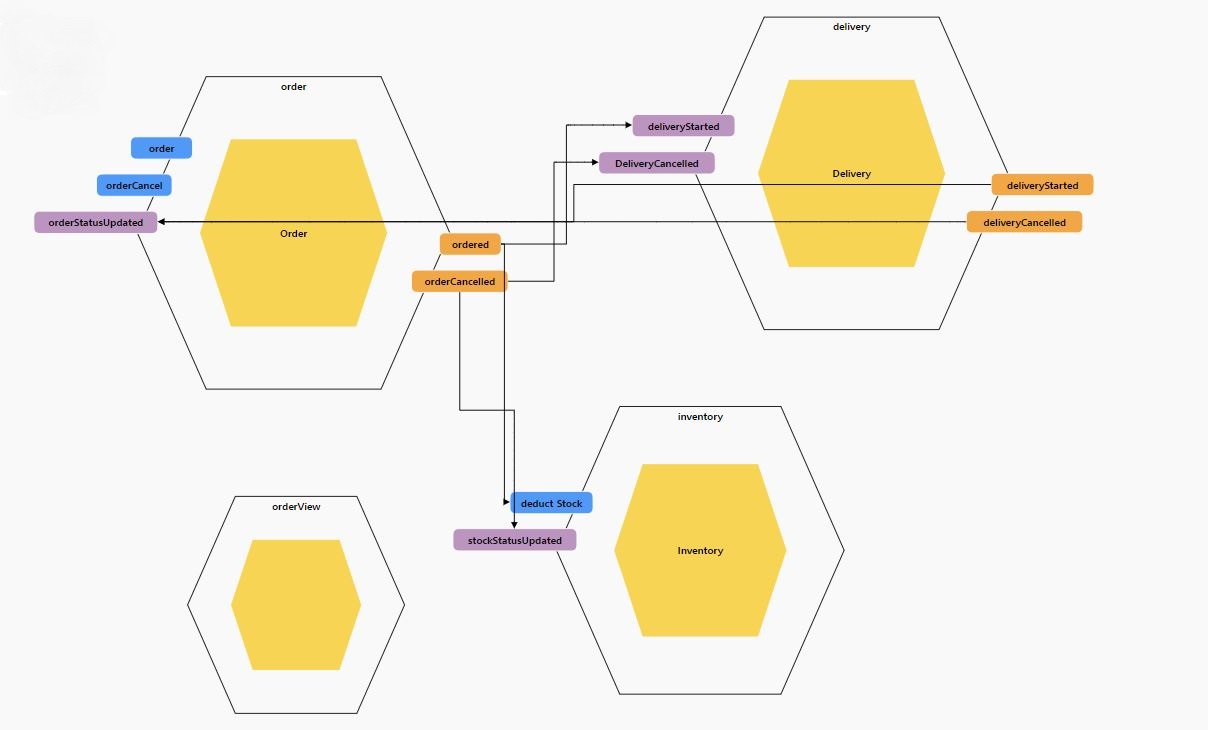 delivery
order
deliveryStarted
order
DeliveryCancelled
Delivery
orderCancel
deliveryStarted
orderStatusUpdated
deliveryCancelled
Order
ordered
orderCancelled
inventory
deduct Stock
orderView
stockStatusUpdated
Inventory